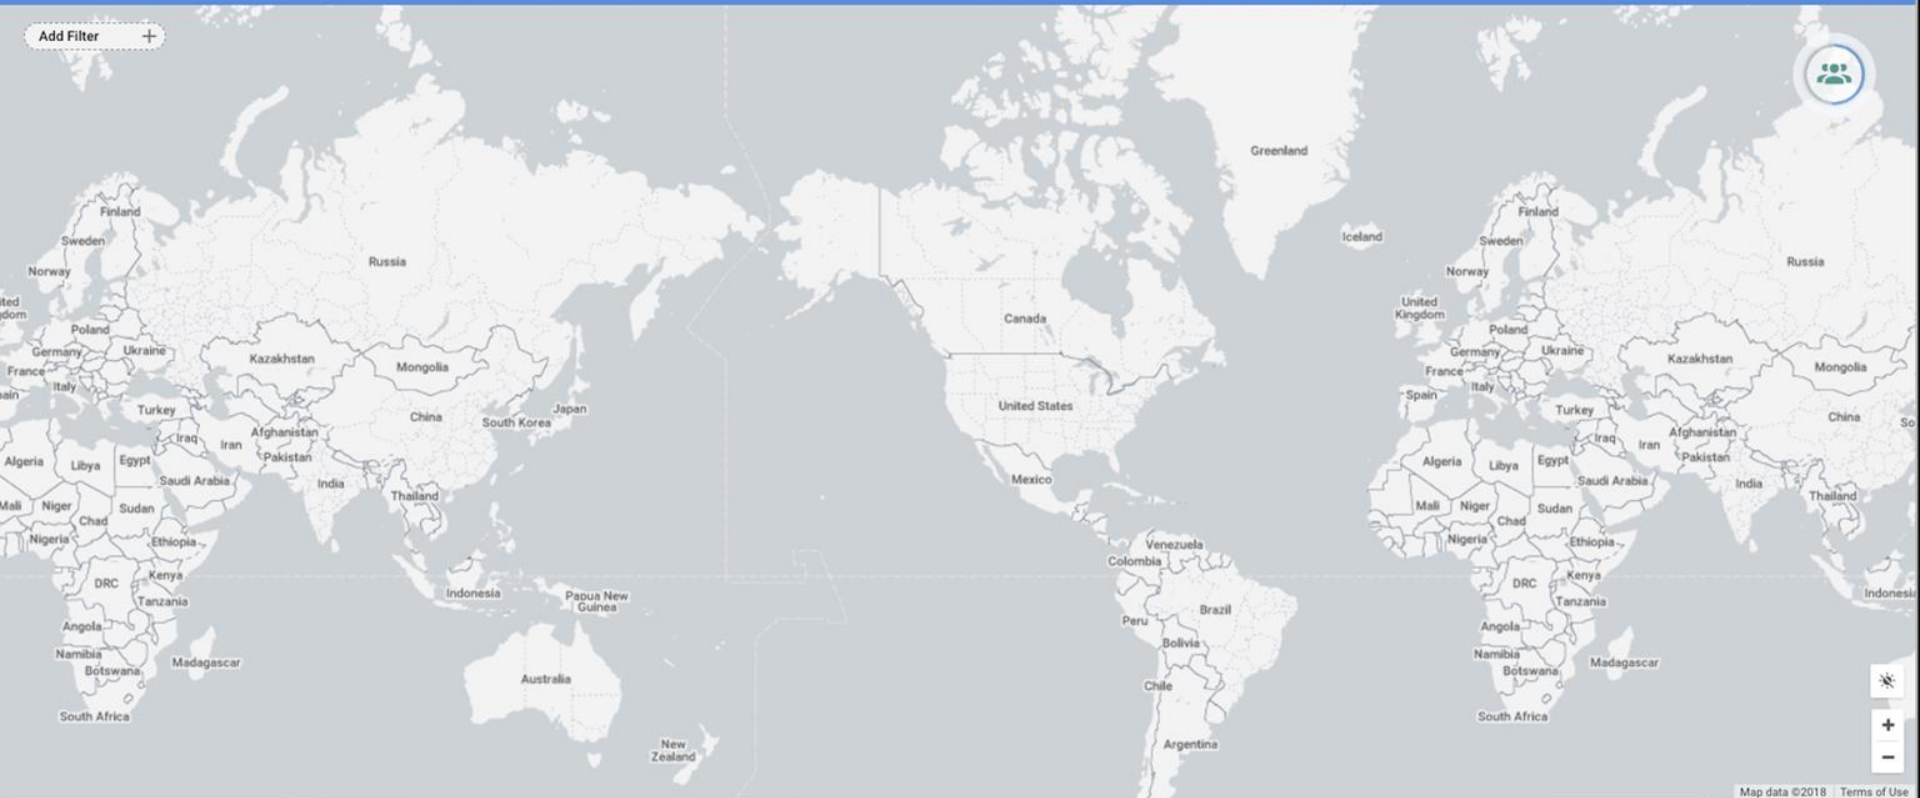 Add Filter
Greenland
Finland
Finland
Iceland
Sweden
Sweden
Russia
Russia
Norway
Norway
ited
dom
United
Kingdom
Canada
Poland
Poland
Germany
Ukraine
Germany
Ukraine
Kazakhstan
Kazakhstan
Mongolia
Mongolia
France
France
Italy
Italy
ain
Spain
United States
Turkey
Japan
Turkey
China
China
South Korea
So
Afghanistan
Afghanistan
Iraq
Iraq
Iran
Iran
Pakistan
Pakistan
Algeria
Libya
Egypt
Algeria
Libya
Egypt
Saudi Arabia
Saudi Arabia
India
India
Mexico
Thailand
Thailand
Mali
Niger
Sudan
Mali
Niger
Sudan
Chad
Chad
Nigeria
Ethiopia
Nigeria
Ethiopia
Venezuela
Colombia
DRC
Kenya
DRC
Kenya
Indonesia
Indonesia
Papua New
Guinea
Tanzania
Tanzania
Brazil
Peru
Angola
Angola
Bolivia
Namibia
Namibia
Madagascar
Madagascar
Botswana
Botswana
Australia
Chile
South Africa
South Africa
New
Zealand
Argentina
Map data ©2018
Terms of Use